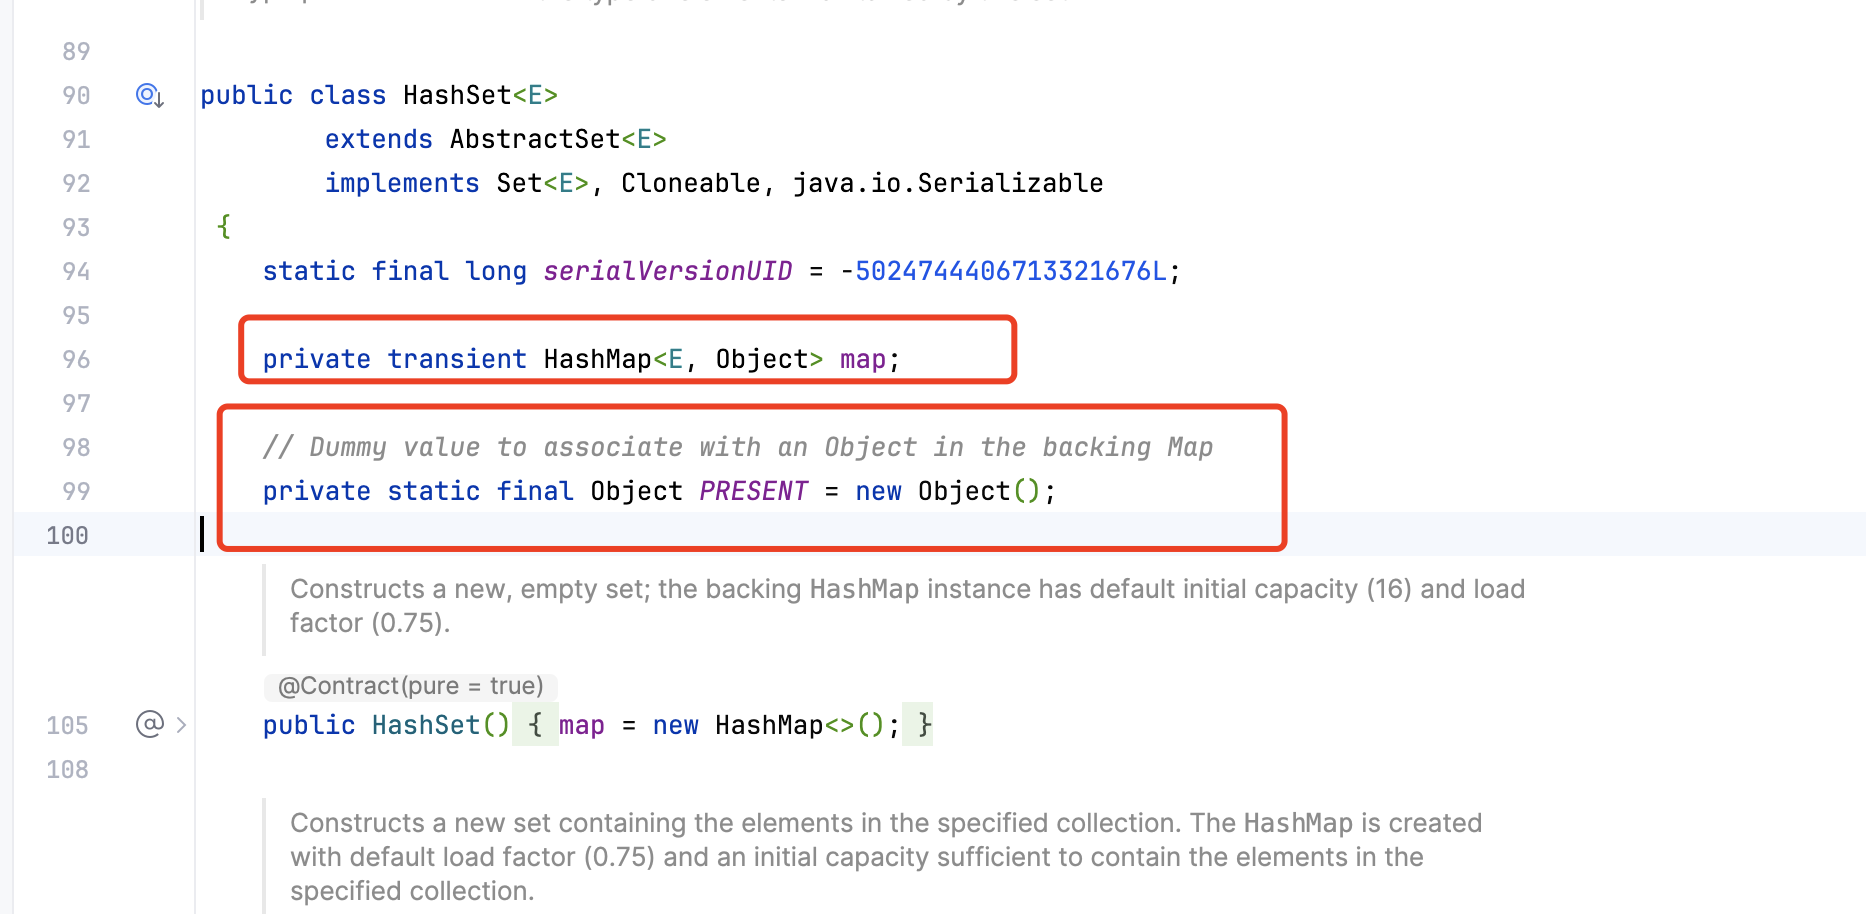 89
90 public class HashSet<E>
91 extends AbstractSet<E>
92 implements Set<E>, Cloneable, java.io.Serializable
93 {
94 static final long serialVersionUID = -5024744406713321676L;
95
96 private transient HashMap<E, Object> map;
97
98 // Dummy value to associate with an Object in the backing Map
99 private static final Object PRESENT = new Object();
100
Constructs a new, empty set; the backing HashMap instance has default initial capacity (16) and load
factor (0.75).
@Contract(pure = true)
105 public HashSet() { map = new HashMap<>(); }
108
Constructs a new set containing the elements in the specified collection. The HashMap is created
with default load factor (0.75) and an initial capacity sufficient to contain the elements in the
specified collection.